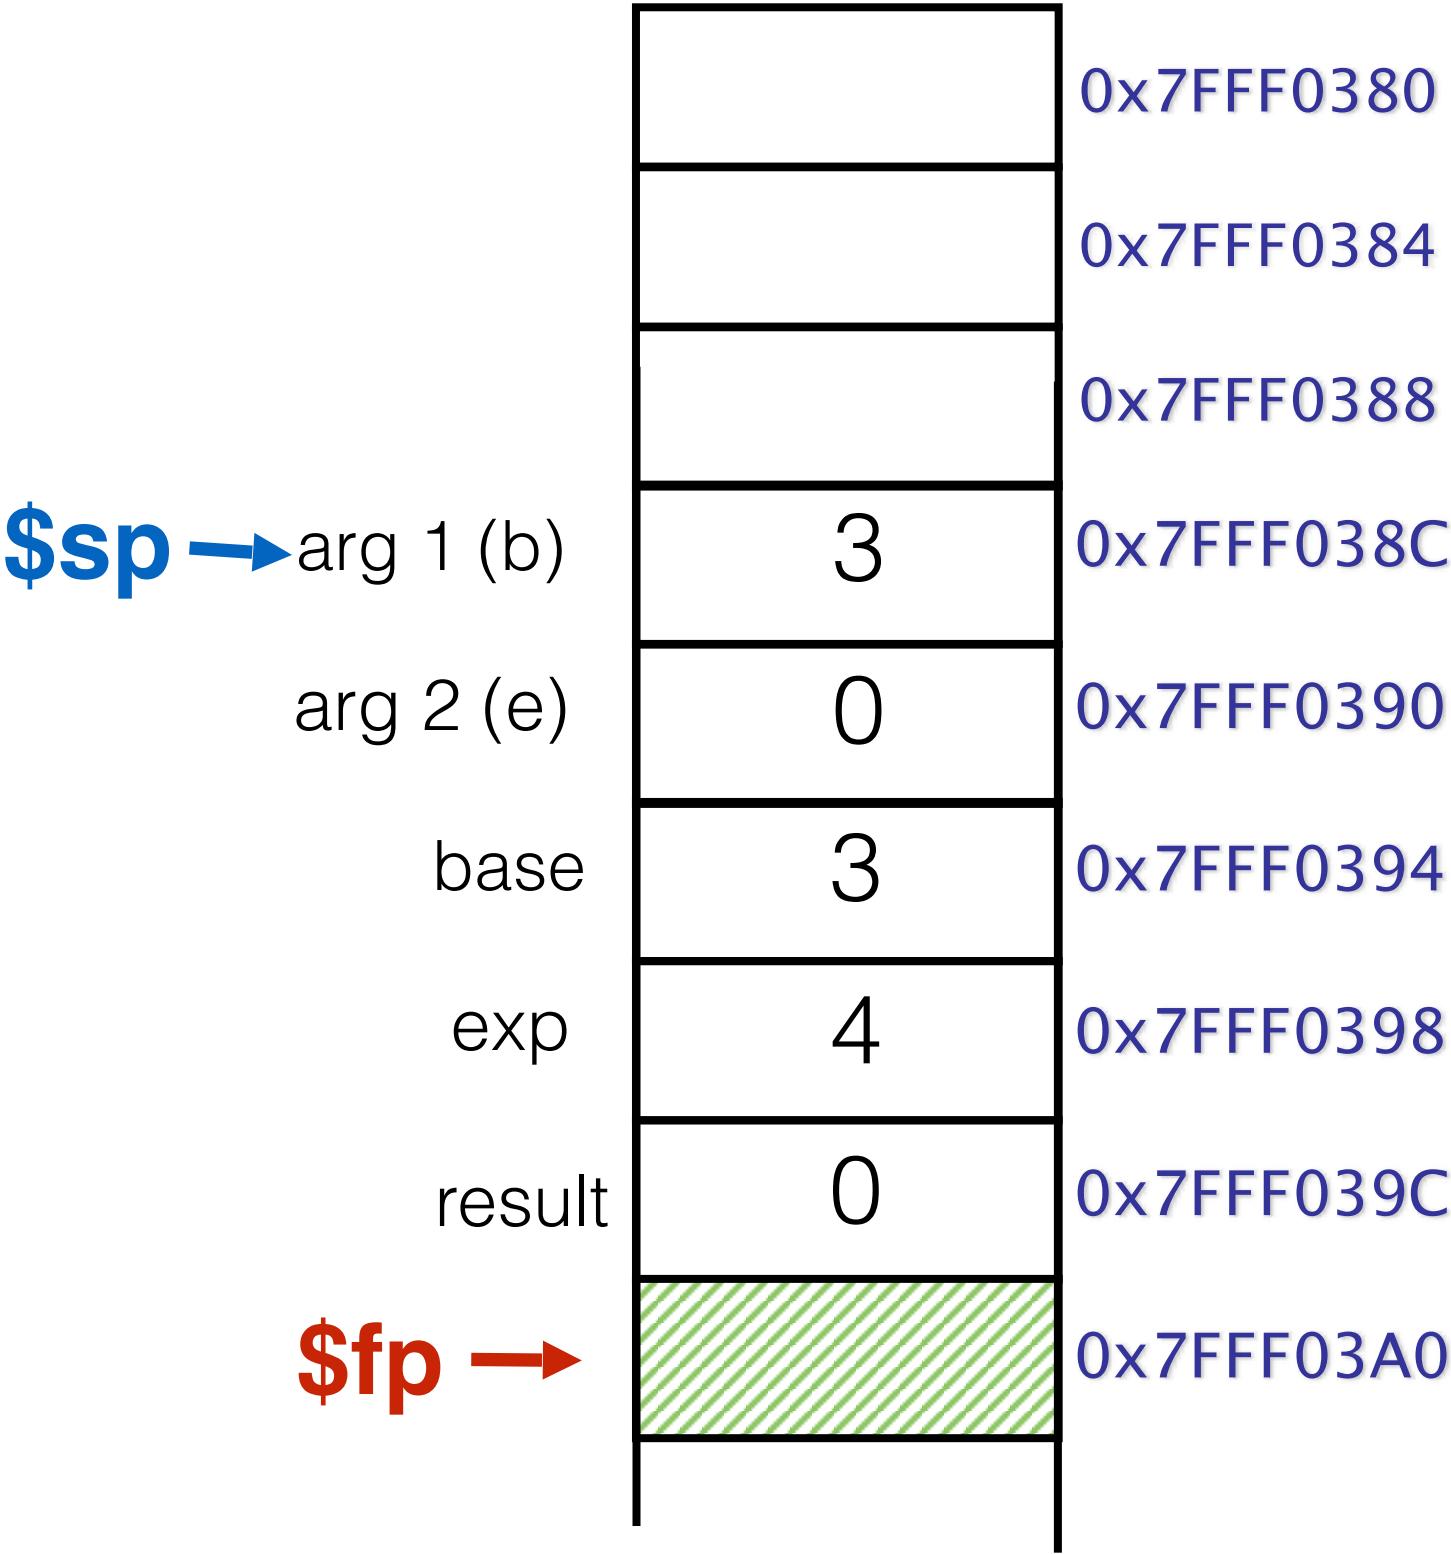 0x7FFF0380
0x7FFF0384
0x7FFF0388
$sp arg 1 (b) 3 0x7FFF038C
arg 2 (e) 0 0x7FFF0390
base 3 0x7FFF0394
exp 4 0x7FFF0398
result 0 0x7FFF039C
$fp 0x7FFF03A0